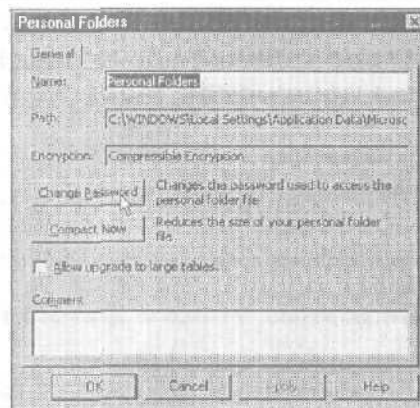 Personal Folders
General
Name: Personal Folders
Path: C:\WINDOWS\Local Settings\Application Data\Microsc
Encryption: Compressible Encryption
Change Password Changes the password used to access the
personal folder file
Compact Now Reduces the size of your personal folder
file
Allow upgrade to large tables.
Comment
OK Cancel Apply Help